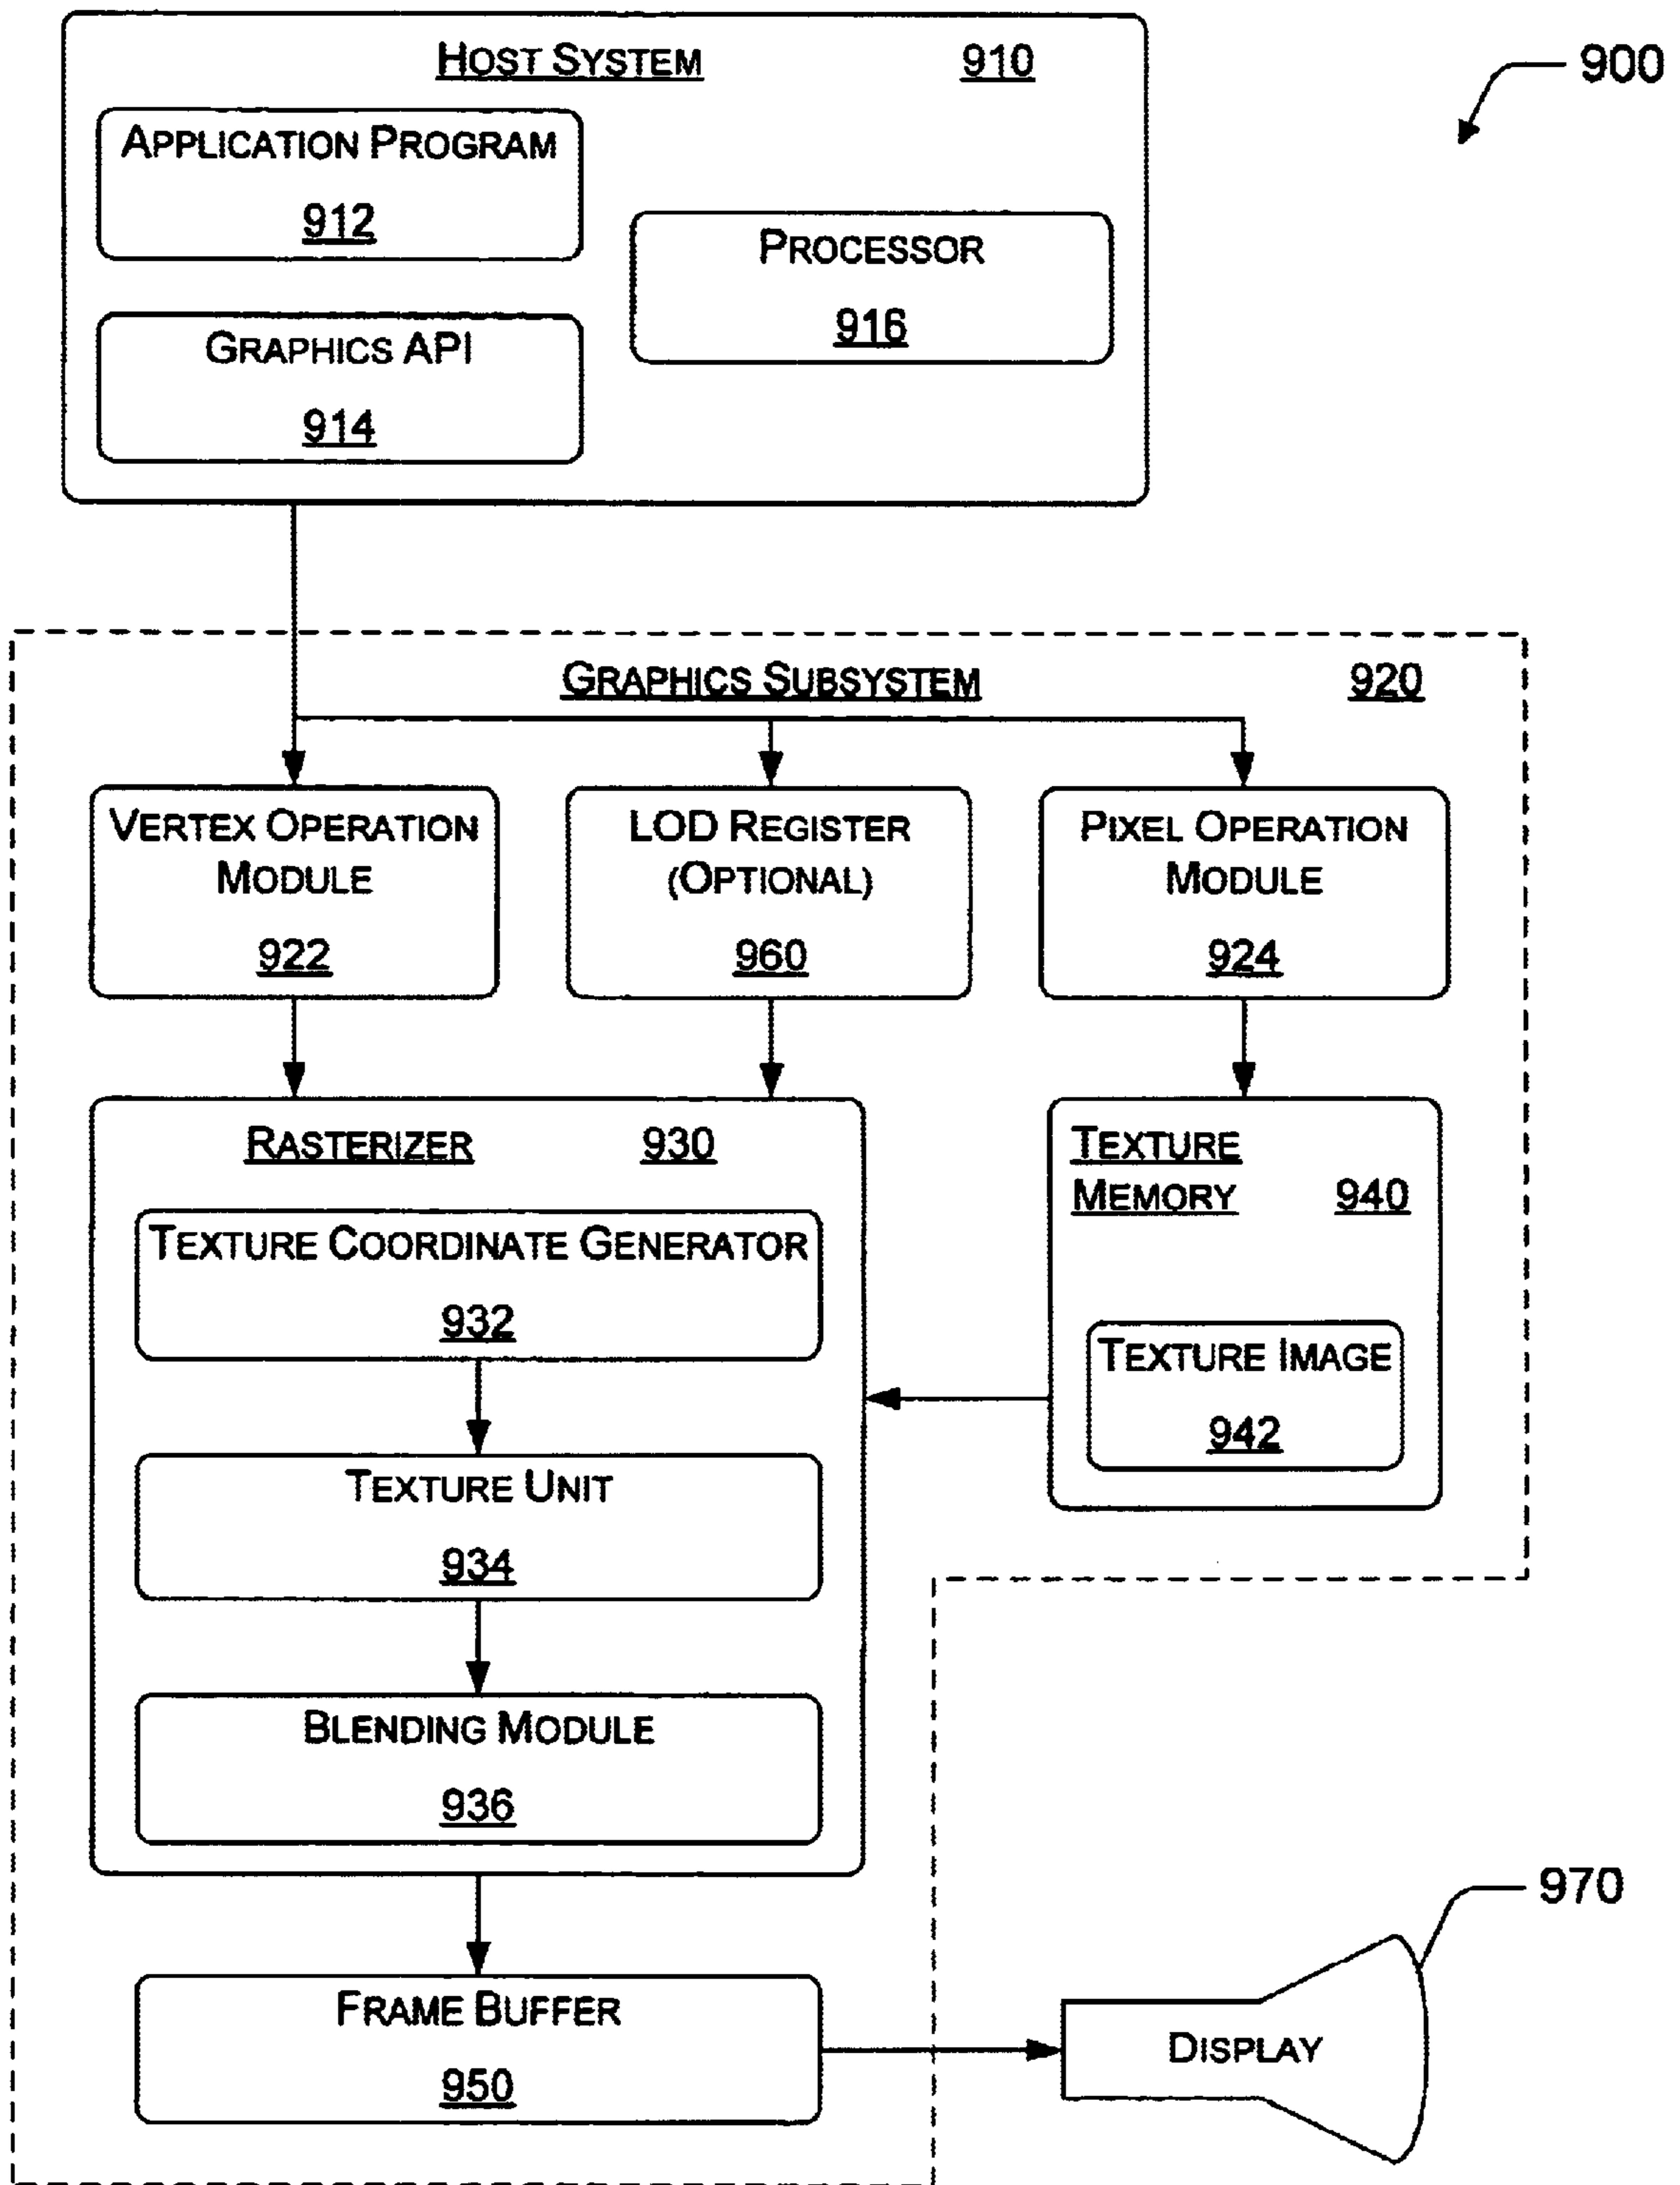 HOST SYSTEM 910
900
APPLICATION PROGRAM
912
PROCESSOR
916
GRAPHICS API
914
GRAPHICS SUBSYSTEM 920
VERTEX OPERATION
MODULE
922
LOD REGISTER
(OPTIONAL)
960
PIXEL OPERATION
MODULE
924
RASTERIZER 930
TEXTURE COORDINATE GENERATOR
932
TEXTURE UNIT
934
BLENDING MODULE
936
TEXTURE
MEMORY 940
TEXTURE IMAGE
942
FRAME BUFFER
950
970
DISPLAY